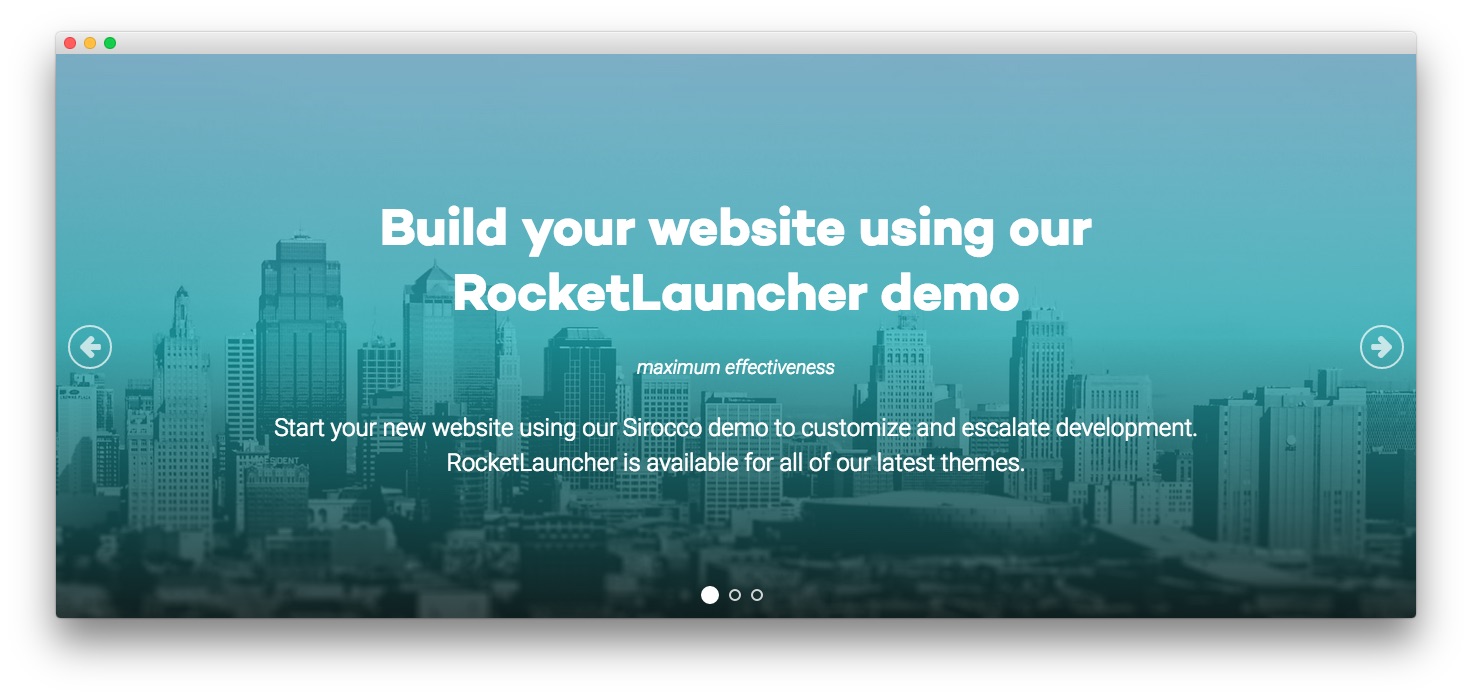 Build your website using our
RocketLauncher demo
maximum effectiveness
Start your new website using our Sirocco demo to customize and escalate development.
RocketLauncher is available for all of our latest themes.
PRESIDENT